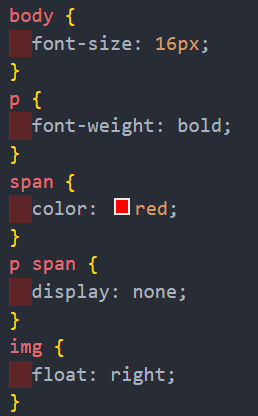 body {
  font-size: 16px;
}
p {
  font-weight: bold;
}
span {
  color: red;
}
p span {
  display: none;
}
img {
  float: right;
}